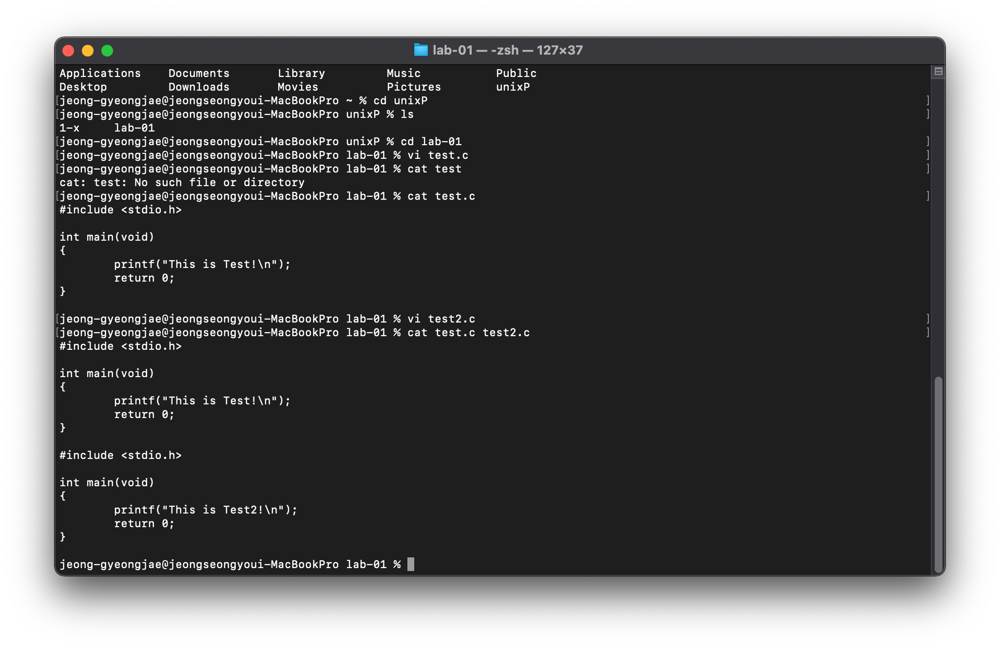 lab-01 — -zsh — 127×37
Applications    Documents       Library         Music           Public
Desktop         Downloads       Movies          Pictures        unixP
[jeong-gyeongjae@jeongseongyoui-MacBookPro ~ % cd unixP ]
[jeong-gyeongjae@jeongseongyoui-MacBookPro unixP % ls ]
1-x     lab-01
[jeong-gyeongjae@jeongseongyoui-MacBookPro unixP % cd lab-01 ]
[jeong-gyeongjae@jeongseongyoui-MacBookPro lab-01 % vi test.c ]
[jeong-gyeongjae@jeongseongyoui-MacBookPro lab-01 % cat test ]
cat: test: No such file or directory
[jeong-gyeongjae@jeongseongyoui-MacBookPro lab-01 % cat test.c ]
#include <stdio.h>
int main(void)
{
        printf("This is Test!\n");
        return 0;
}
[jeong-gyeongjae@jeongseongyoui-MacBookPro lab-01 % vi test2.c ]
[jeong-gyeongjae@jeongseongyoui-MacBookPro lab-01 % cat test.c test2.c ]
#include <stdio.h>
int main(void)
{
        printf("This is Test!\n");
        return 0;
}
#include <stdio.h>
int main(void)
{
        printf("This is Test2!\n");
        return 0;
}
jeong-gyeongjae@jeongseongyoui-MacBookPro lab-01 %